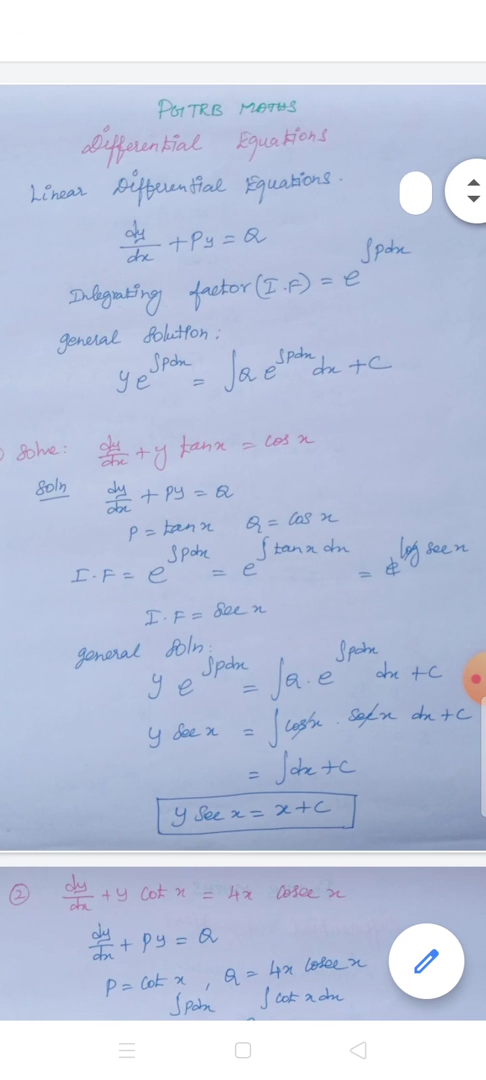 PG TRB MATHS
Differential Equations
Linear Differential Equations.
dy/dx + Py = Q
Integrating factor (I.F) = e^∫pdx
general solution:
y e^∫pdx = ∫Q e^∫pdx dx + C
Solve: dy/dx + y tan x = cos x
Soln dy/dx + Py = Q
P = tan x Q = cos x
I.F = e^∫pdx = e^∫tan x dx = e^log sec x
I.F = Sec x
general Soln:
y e^∫pdx = ∫Q . e^∫pdx dx + C
y Sec x = ∫cos x . sec x dx + C
= ∫dx + C
y Sec x = x + C
② dy/dx + y cot x = 4x cosec x
dy/dx + Py = Q
P = cot x , Q = 4x cosec x
∫pdx ∫cot x dx